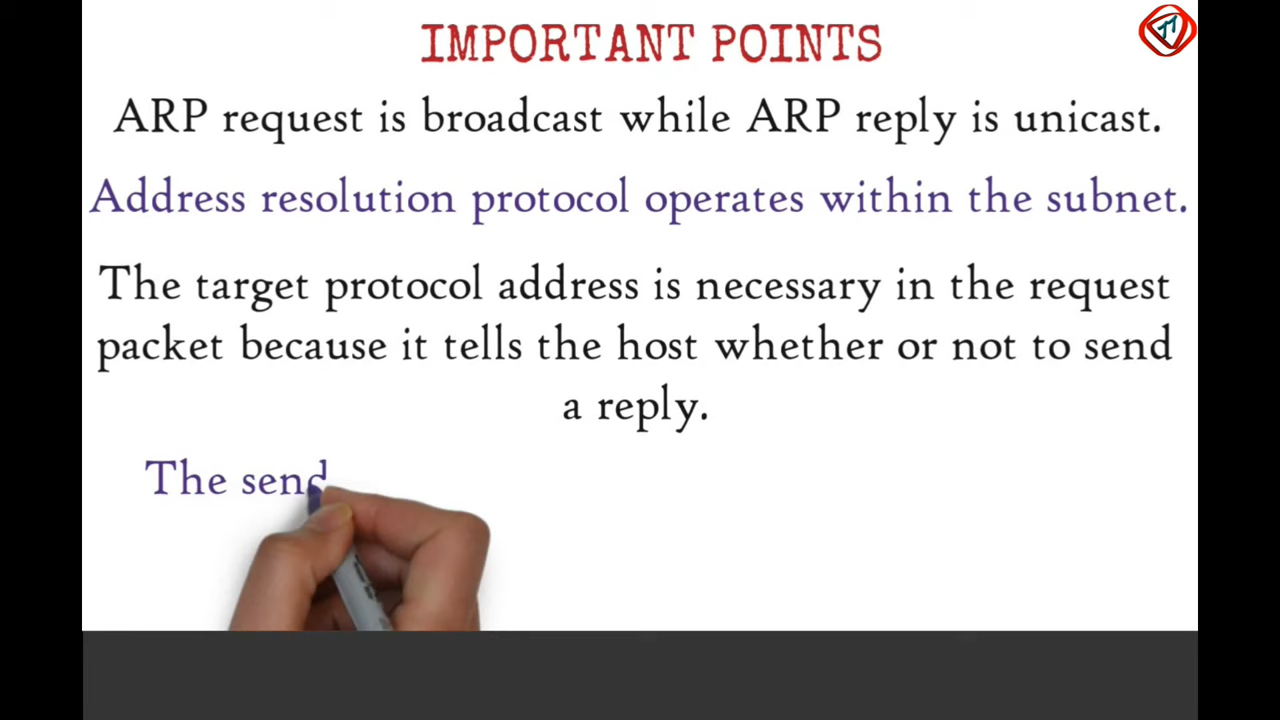 IMPORTANT POINTS
ARP request is broadcast while ARP reply is unicast.
Address resolution protocol operates within the subnet.
The target protocol address is necessary in the request
packet because it tells the host whether or not to send
a reply.
The send